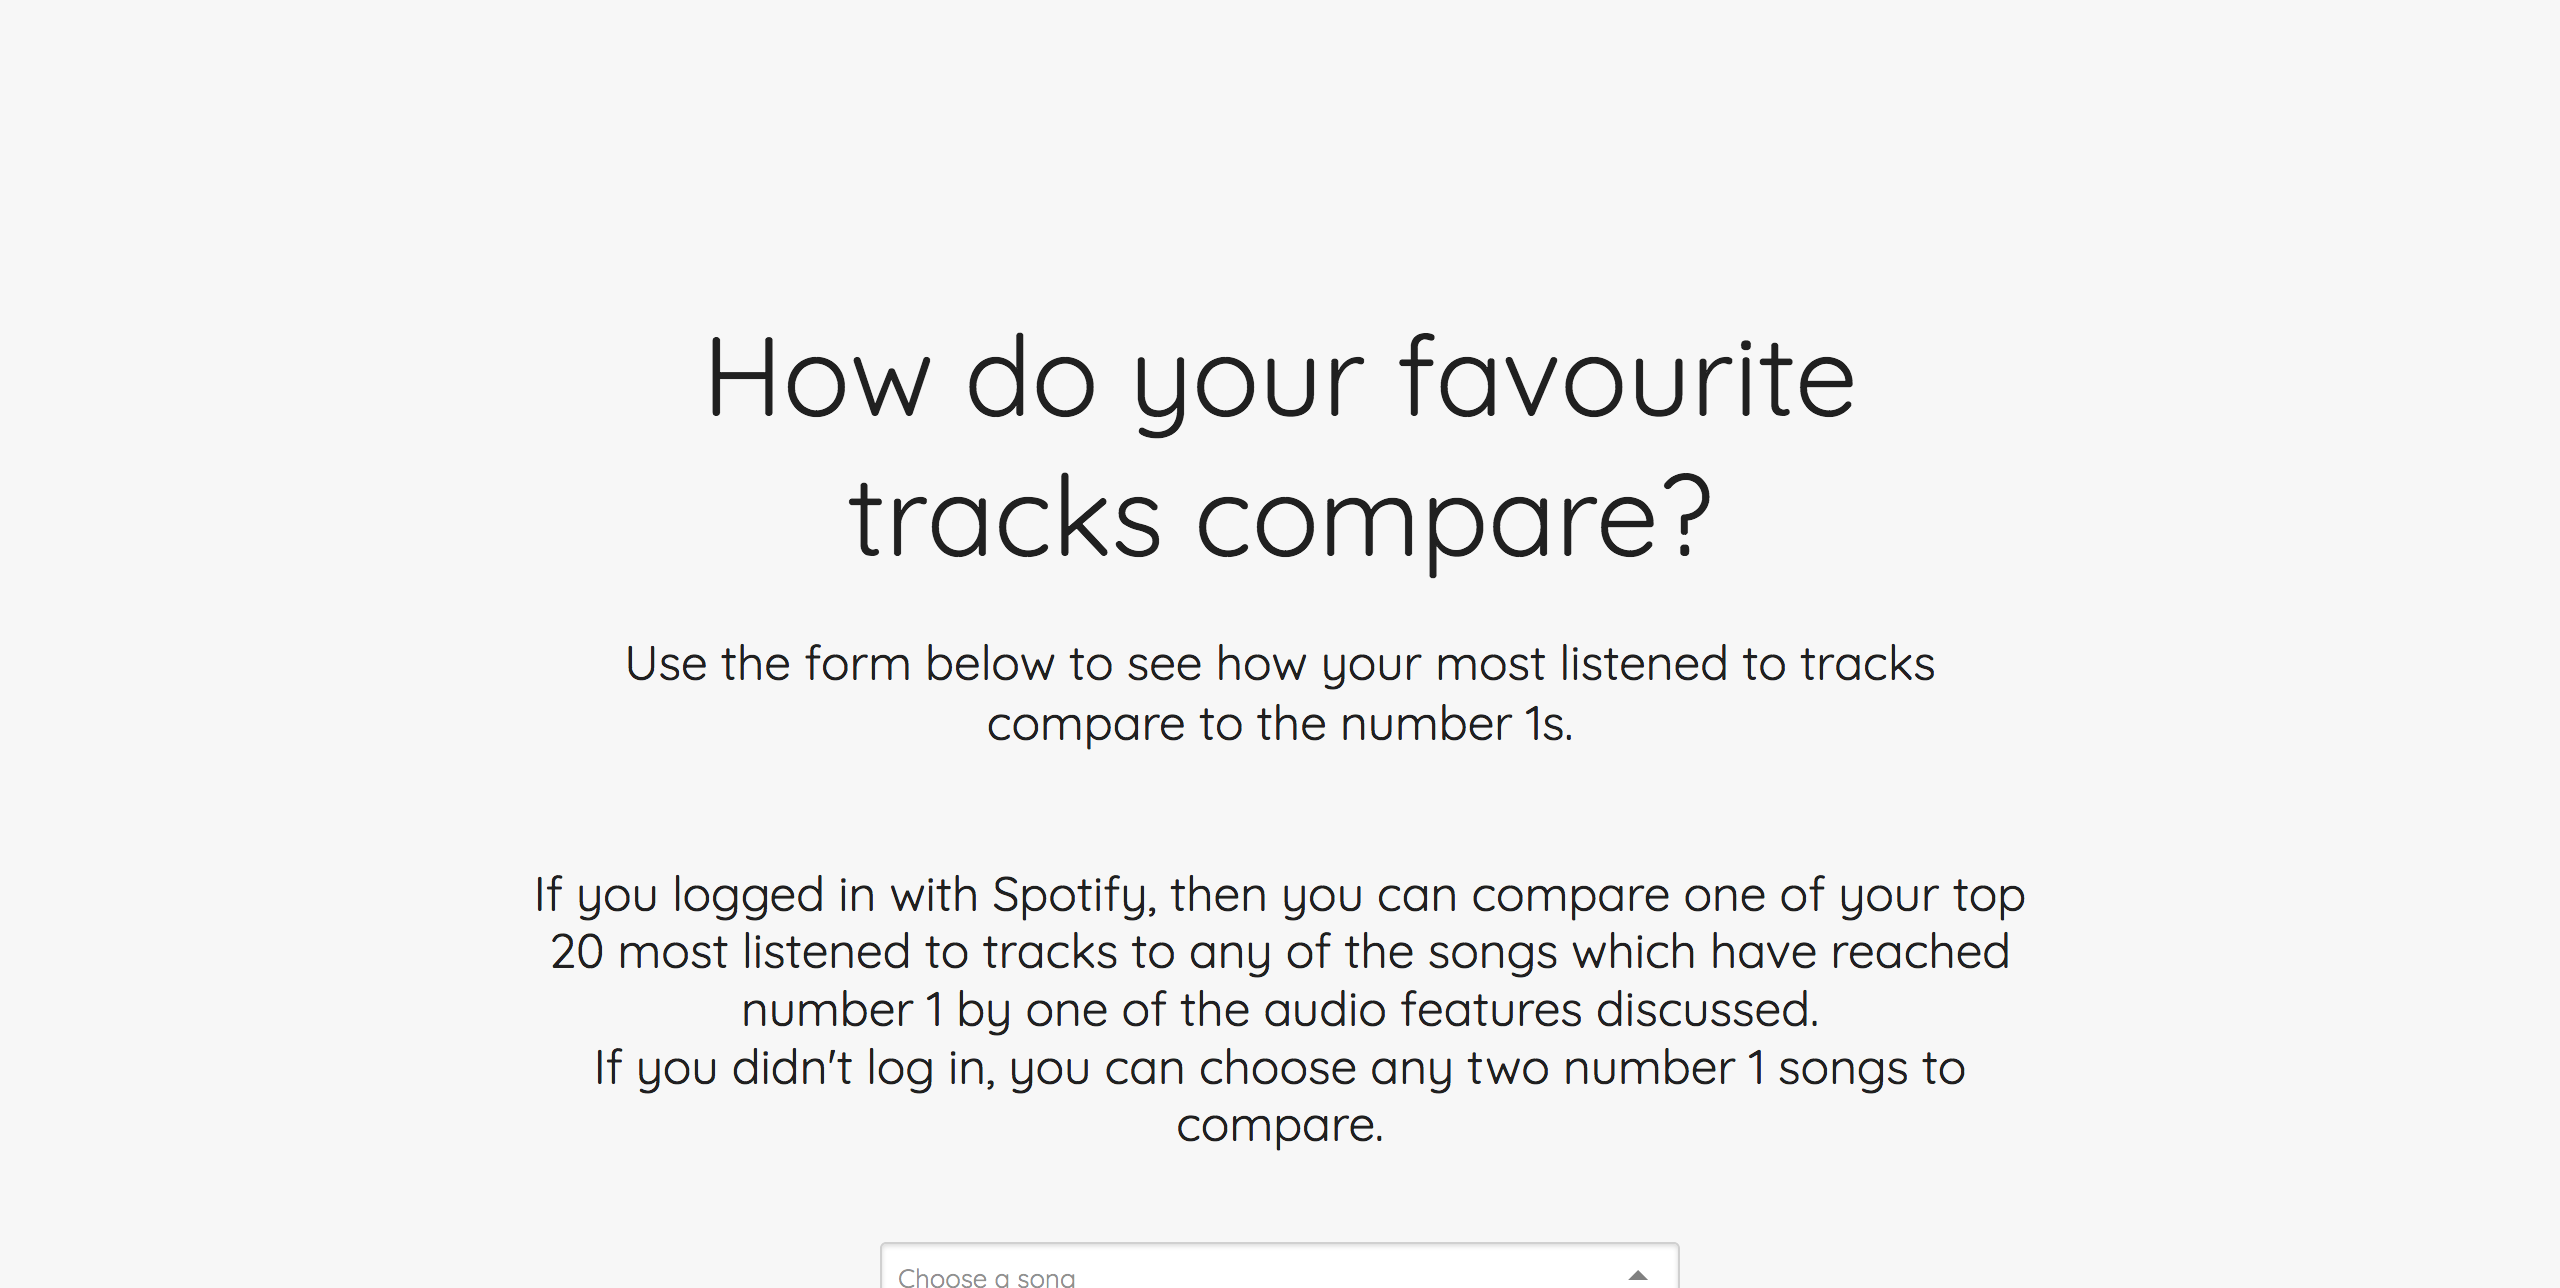 How do your favourite
tracks compare?
Use the form below to see how your most listened to tracks
compare to the number 1s.
If you logged in with Spotify, then you can compare one of your top
20 most listened to tracks to any of the songs which have reached
number 1 by one of the audio features discussed.
If you didn't log in, you can choose any two number 1 songs to
compare.
Choose a song